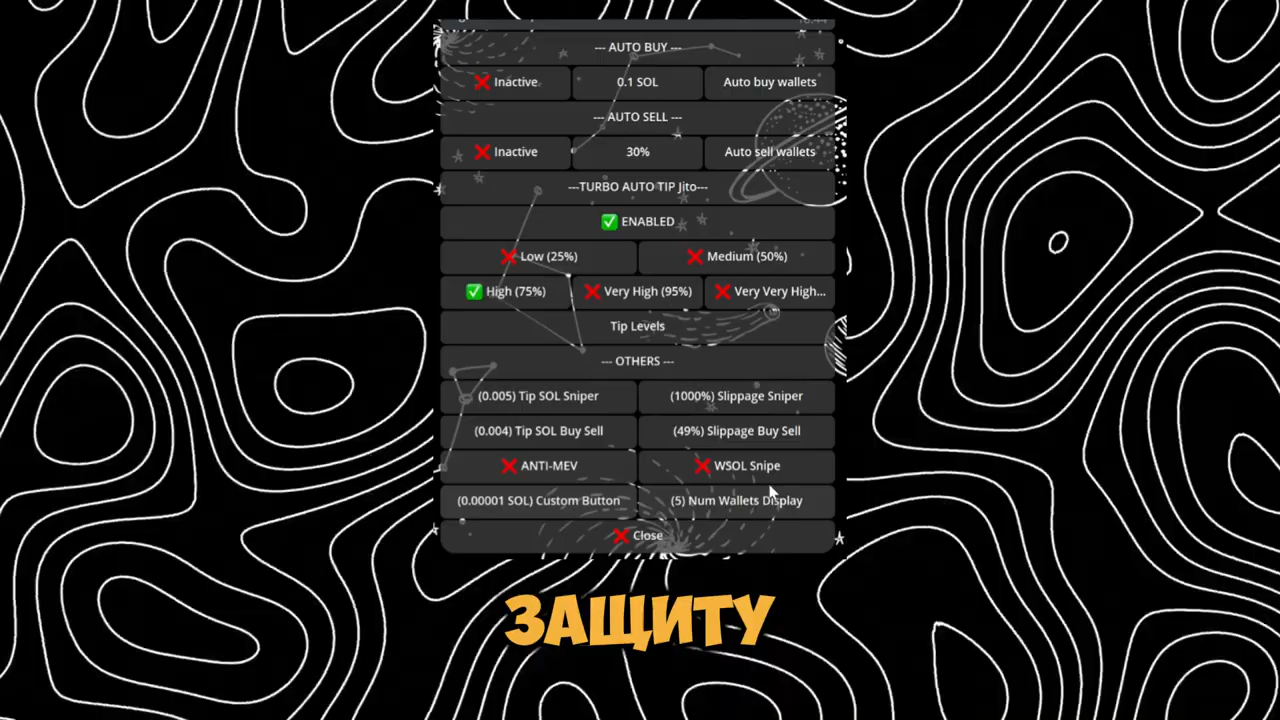 --- AUTO BUY ---
❌ Inactive 0.1 SOL Auto buy wallets
--- AUTO SELL ---
❌ Inactive 30% Auto sell wallets
---TURBO AUTO TIP Jito---
✅ ENABLED
❌ Low (25%) ❌ Medium (50%)
✅ High (75%) ❌ Very High (95%) ❌ Very Very High...
Tip Levels
--- OTHERS ---
(0.005) Tip SOL Sniper (1000%) Slippage Sniper
(0.004) Tip SOL Buy Sell (49%) Slippage Buy Sell
❌ ANTI-MEV ❌ WSOL Snipe
(0.00001 SOL) Custom Button (5) Num Wallets Display
❌ Close
ЗАЩИТУ